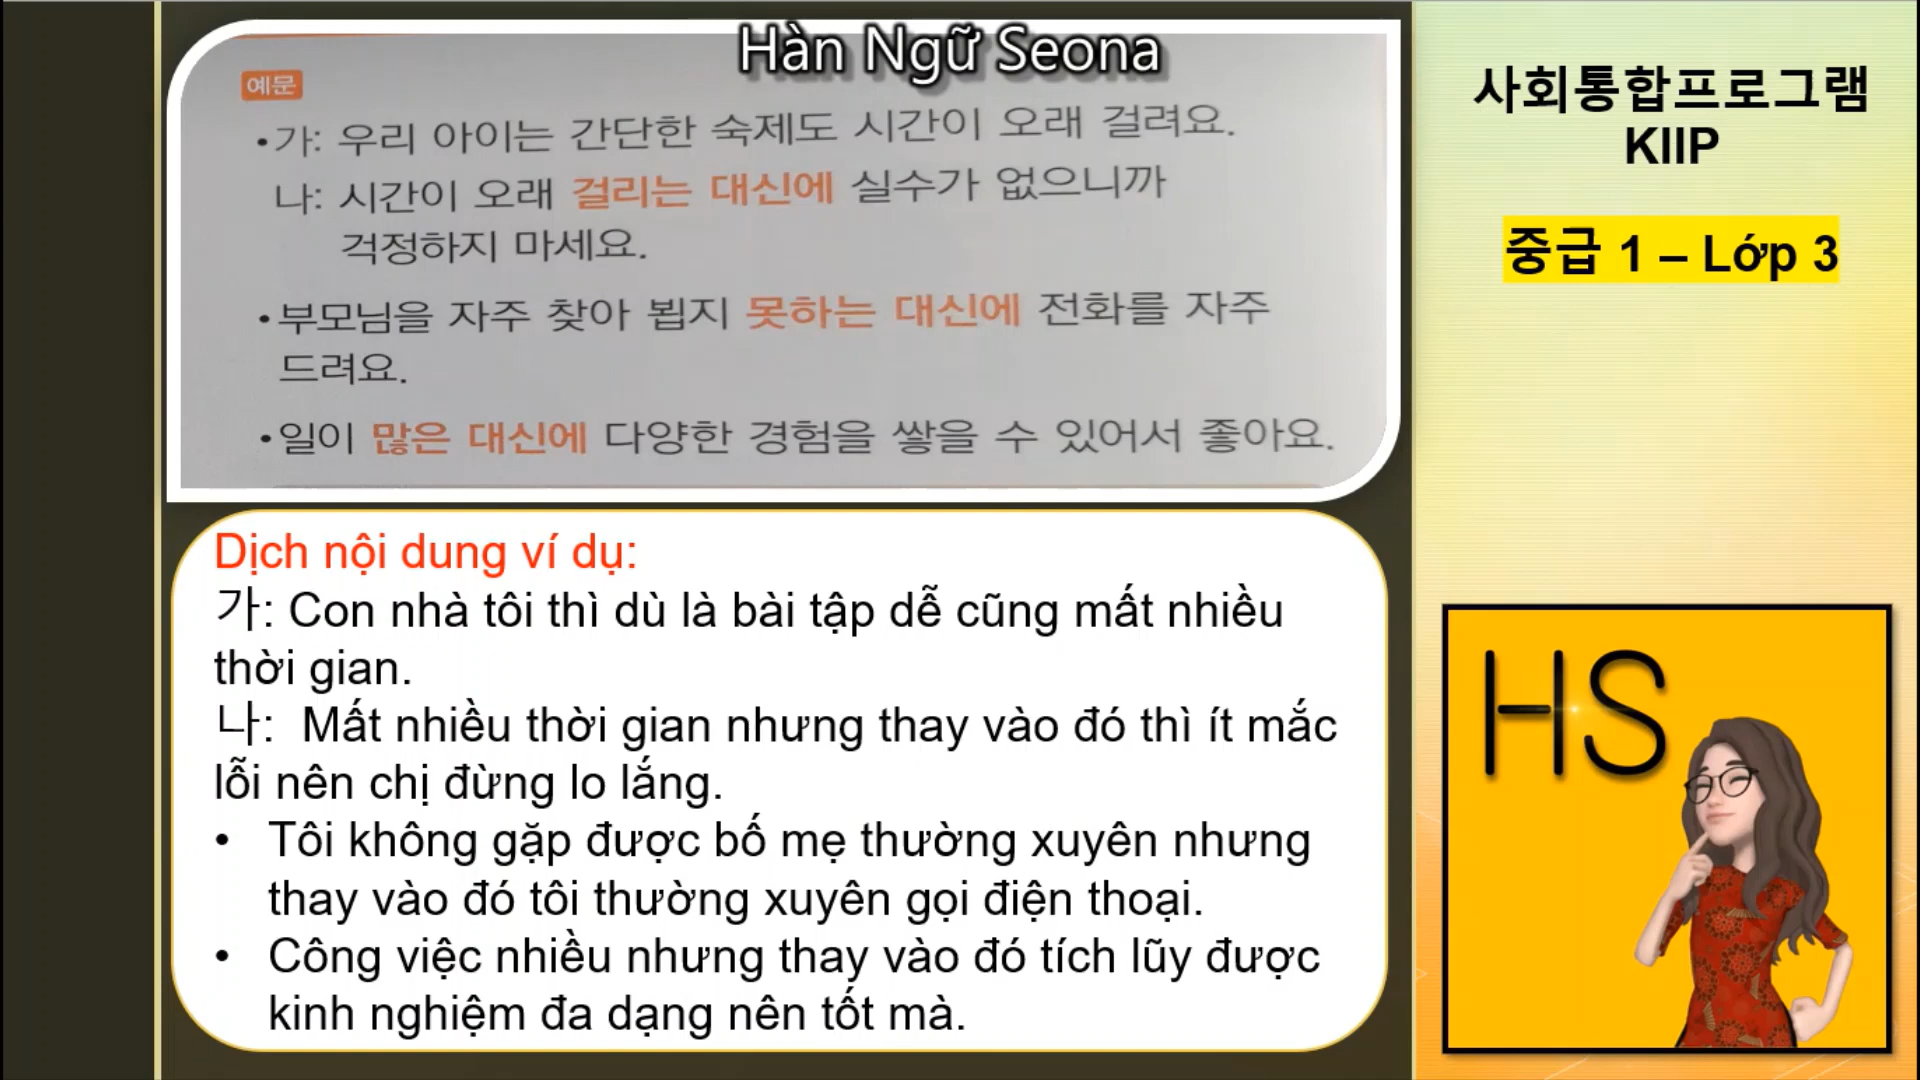 Hàn Ngữ Seona
예문
•가: 우리 아이는 간단한 숙제도 시간이 오래 걸려요.
나: 시간이 오래 걸리는 대신에 실수가 없으니까
걱정하지 마세요.
•부모님을 자주 찾아 뵙지 못하는 대신에 전화를 자주
드려요.
•일이 많은 대신에 다양한 경험을 쌓을 수 있어서 좋아요.
Dịch nội dung ví dụ:
가: Con nhà tôi thì dù là bài tập dễ cũng mất nhiều
thời gian.
나: Mất nhiều thời gian nhưng thay vào đó thì ít mắc
lỗi nên chị đừng lo lắng.
• Tôi không gặp được bố mẹ thường xuyên nhưng
thay vào đó tôi thường xuyên gọi điện thoại.
• Công việc nhiều nhưng thay vào đó tích lũy được
kinh nghiệm đa dạng nên tốt mà.
사회통합프로그램
KIIP
중급 1 – Lớp 3
HS